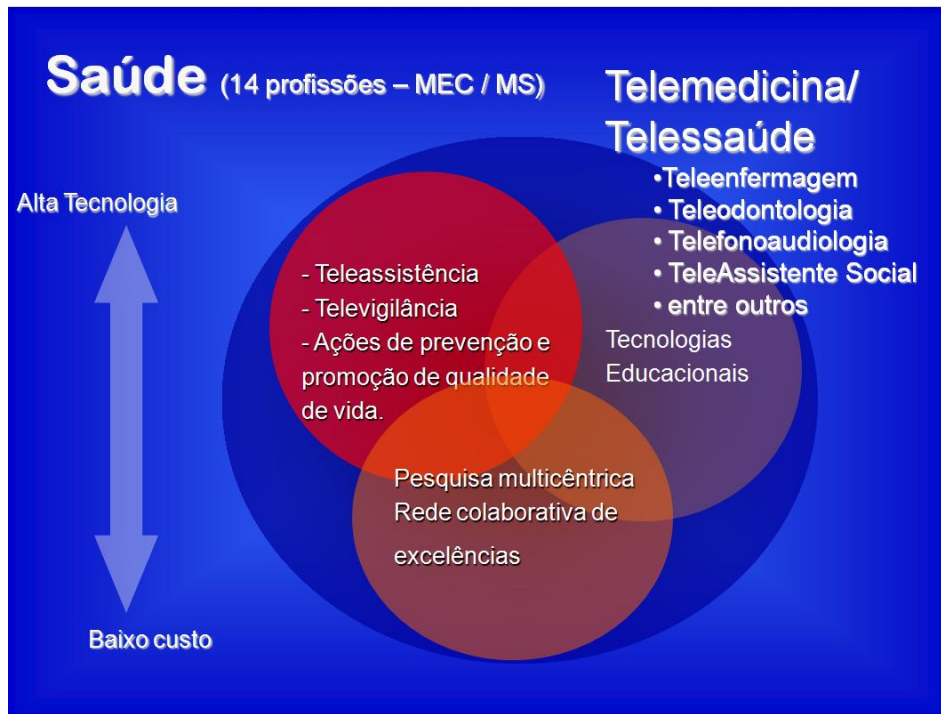 Saúde (14 profissões – MEC / MS)
Telemedicina/
Telessaúde
•Teleenfermagem
• Teleodontologia
• Telefonoaudiologia
• TeleAssistente Social
• entre outros
Alta Tecnologia
- Teleassistência
- Televigilância
- Ações de prevenção e
promoção de qualidade
de vida.
Tecnologias
Educacionais
Pesquisa multicêntrica
Rede colaborativa de
excelências
Baixo custo